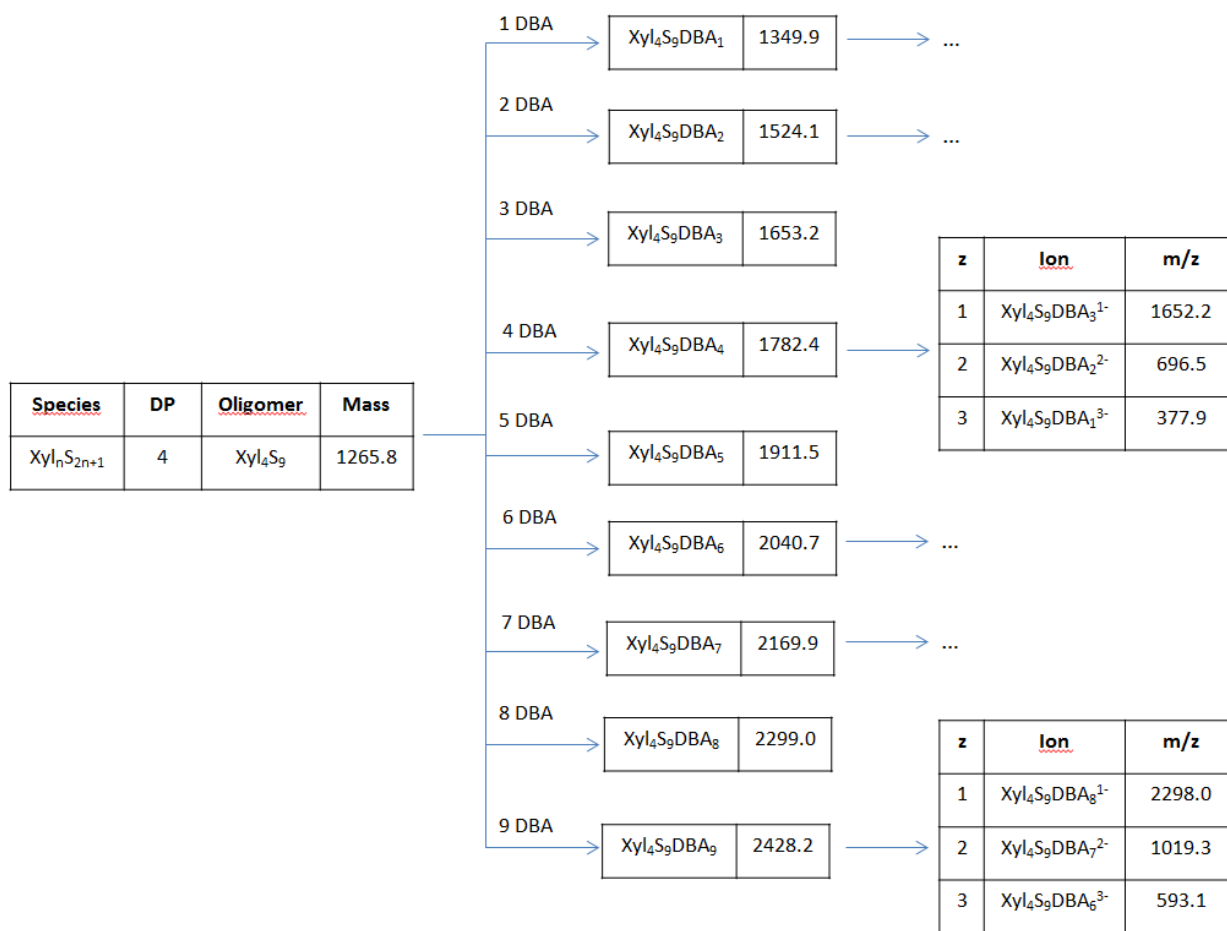 1 DBA
Xyl₄S₉DBA₁ 1349.9 ...
2 DBA
Xyl₄S₉DBA₂ 1524.1 ...
3 DBA
Xyl₄S₉DBA₃ 1653.2
4 DBA
Xyl₄S₉DBA₄ 1782.4
z Ion m/z
1 Xyl₄S₉DBA₃¹⁻ 1652.2
2 Xyl₄S₉DBA₂²⁻ 696.5
3 Xyl₄S₉DBA₁³⁻ 377.9
Species DP Oligomer Mass
XylₙS₂ₙ₊₁ 4 Xyl₄S₉ 1265.8
5 DBA
Xyl₄S₉DBA₅ 1911.5
6 DBA
Xyl₄S₉DBA₆ 2040.7 ...
7 DBA
Xyl₄S₉DBA₇ 2169.9 ...
8 DBA
Xyl₄S₉DBA₈ 2299.0
9 DBA
Xyl₄S₉DBA₉ 2428.2
z Ion m/z
1 Xyl₄S₉DBA₈¹⁻ 2298.0
2 Xyl₄S₉DBA₇²⁻ 1019.3
3 Xyl₄S₉DBA₆³⁻ 593.1